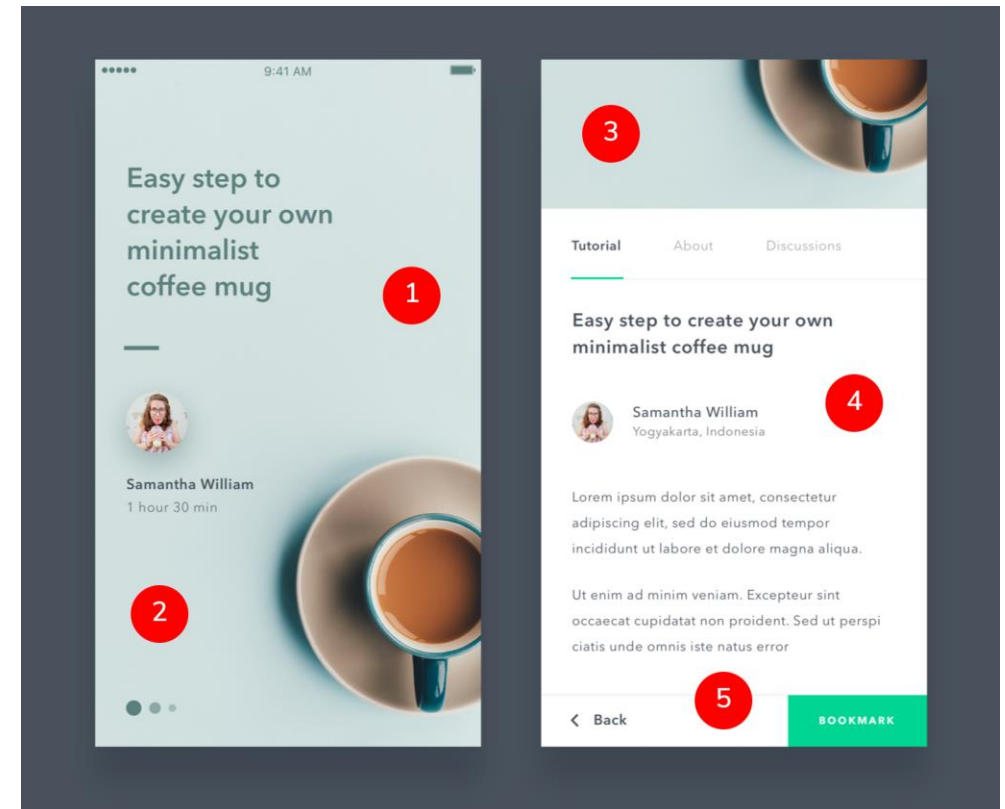 9:41 AM
Easy step to
create your own
minimalist
coffee mug
1
Samantha William
1 hour 30 min
2
3
Tutorial About Discussions
Easy step to create your own
minimalist coffee mug
4
Samantha William
Yogyakarta, Indonesia
Lorem ipsum dolor sit amet, consectetur
adipiscing elit, sed do eiusmod tempor
incididunt ut labore et dolore magna aliqua.
Ut enim ad minim veniam. Excepteur sint
occaecat cupidatat non proident. Sed ut perspi
ciatis unde omnis iste natus error
5
Back BOOKMARK